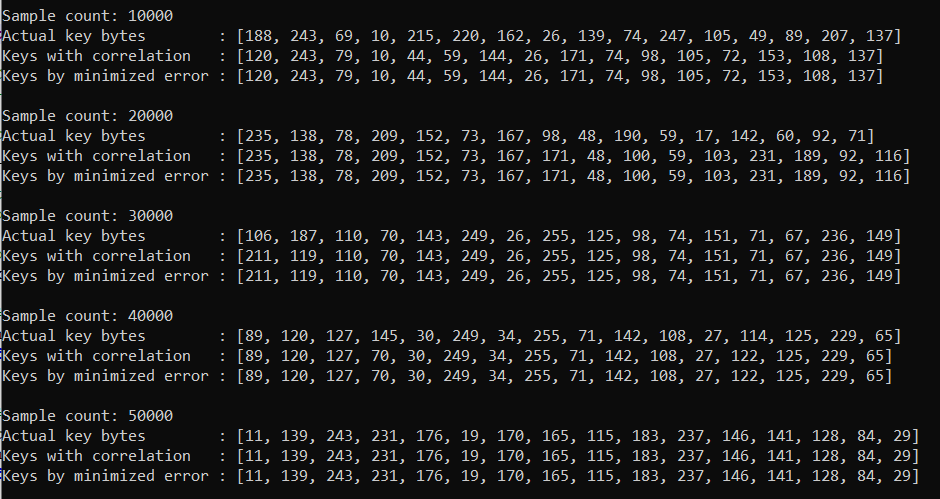 Sample count: 10000
Actual key bytes : [188, 243, 69, 10, 215, 220, 162, 26, 139, 74, 247, 105, 49, 89, 207, 137]
Keys with correlation : [120, 243, 79, 10, 44, 59, 144, 26, 171, 74, 98, 105, 72, 153, 108, 137]
Keys by minimized error : [120, 243, 79, 10, 44, 59, 144, 26, 171, 74, 98, 105, 72, 153, 108, 137]
Sample count: 20000
Actual key bytes : [235, 138, 78, 209, 152, 73, 167, 98, 48, 190, 59, 17, 142, 60, 92, 71]
Keys with correlation : [235, 138, 78, 209, 152, 73, 167, 171, 48, 100, 59, 103, 231, 189, 92, 116]
Keys by minimized error : [235, 138, 78, 209, 152, 73, 167, 171, 48, 100, 59, 103, 231, 189, 92, 116]
Sample count: 30000
Actual key bytes : [106, 187, 110, 70, 143, 249, 26, 255, 125, 98, 74, 151, 71, 67, 236, 149]
Keys with correlation : [211, 119, 110, 70, 143, 249, 26, 255, 125, 98, 74, 151, 71, 67, 236, 149]
Keys by minimized error : [211, 119, 110, 70, 143, 249, 26, 255, 125, 98, 74, 151, 71, 67, 236, 149]
Sample count: 40000
Actual key bytes : [89, 120, 127, 145, 30, 249, 34, 255, 71, 142, 108, 27, 114, 125, 229, 65]
Keys with correlation : [89, 120, 127, 70, 30, 249, 34, 255, 71, 142, 108, 27, 122, 125, 229, 65]
Keys by minimized error : [89, 120, 127, 70, 30, 249, 34, 255, 71, 142, 108, 27, 122, 125, 229, 65]
Sample count: 50000
Actual key bytes : [11, 139, 243, 231, 176, 19, 170, 165, 115, 183, 237, 146, 141, 128, 84, 29]
Keys with correlation : [11, 139, 243, 231, 176, 19, 170, 165, 115, 183, 237, 146, 141, 128, 84, 29]
Keys by minimized error : [11, 139, 243, 231, 176, 19, 170, 165, 115, 183, 237, 146, 141, 128, 84, 29]